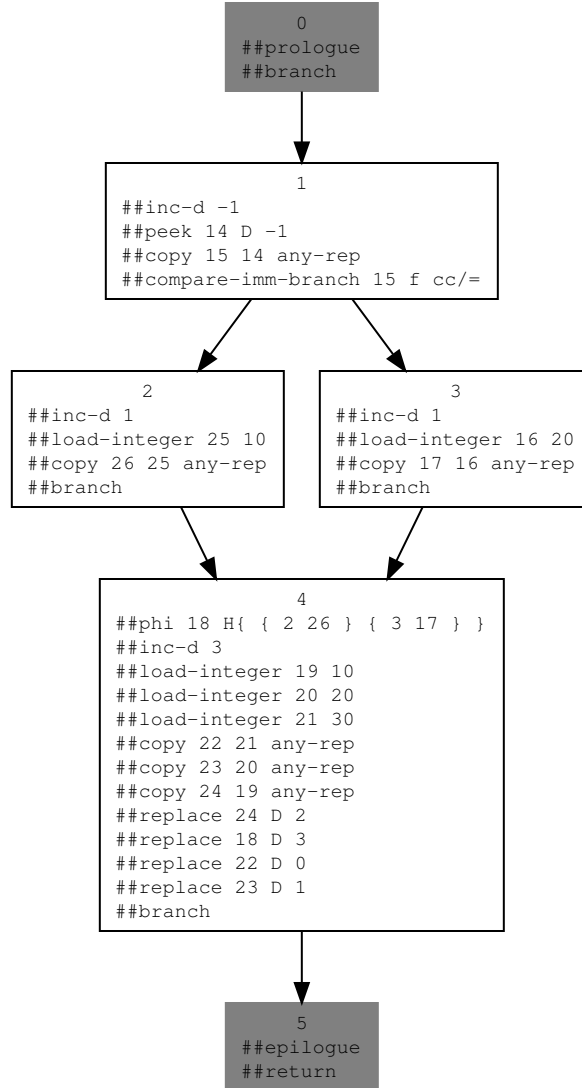 0
##prologue
##branch
1
##inc-d -1
##peek 14 D -1
##copy 15 14 any-rep
##compare-imm-branch 15 f cc/=
2
##inc-d 1
##load-integer 25 10
##copy 26 25 any-rep
##branch
3
##inc-d 1
##load-integer 16 20
##copy 17 16 any-rep
##branch
4
##phi 18 H{ { 2 26 } { 3 17 } }
##inc-d 3
##load-integer 19 10
##load-integer 20 20
##load-integer 21 30
##copy 22 21 any-rep
##copy 23 20 any-rep
##copy 24 19 any-rep
##replace 24 D 2
##replace 18 D 3
##replace 22 D 0
##replace 23 D 1
##branch
5
##epilogue
##return